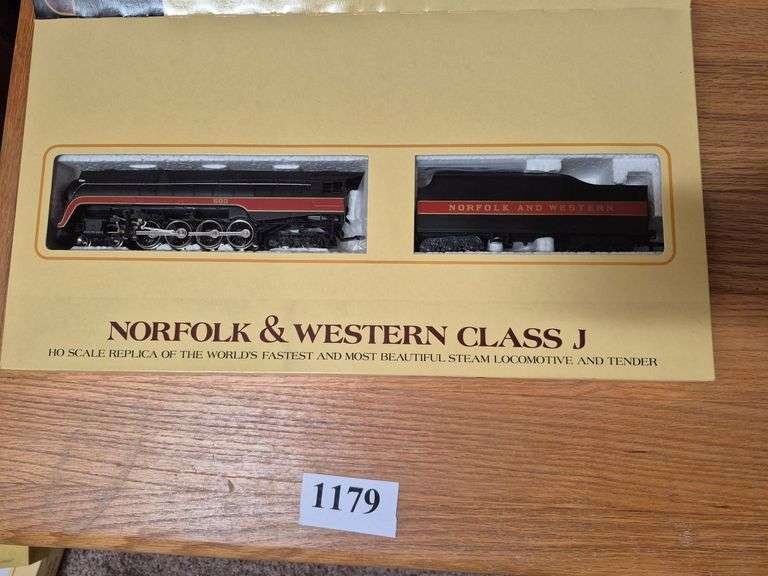 NORFOLK AND WESTERN
NORFOLK & WESTERN CLASS J
HO SCALE REPLICA OF THE WORLD'S FASTEST AND MOST BEAUTIFUL STEAM LOCOMOTIVE AND TENDER
1179